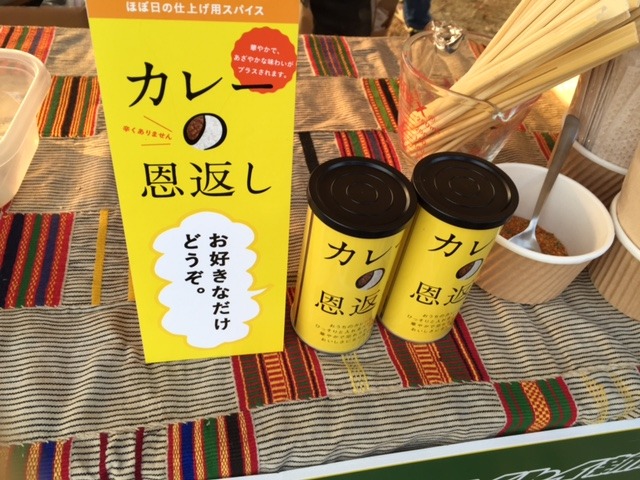 ほぼ日の仕上げ用スパイス
華やかで、
あざやかな味わいが
プラスされます。
カレー
辛くありません
恩返し
お好きなだけ
どうぞ。
カレー
恩返
カレー
恩返し